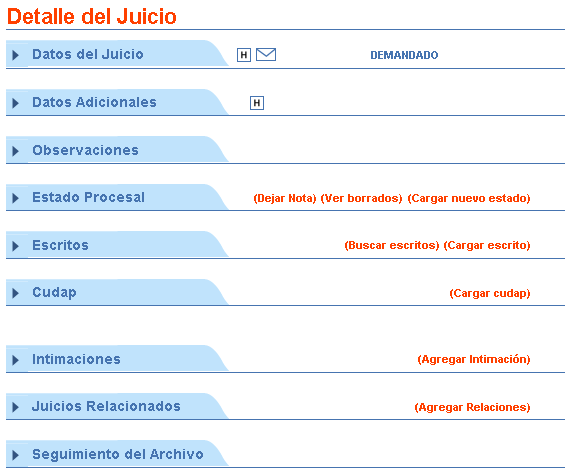 Detalle del Juicio
Datos del Juicio H DEMANDADO
Datos Adicionales H
Observaciones
Estado Procesal (Dejar Nota) (Ver borrados) (Cargar nuevo estado)
Escritos (Buscar escritos) (Cargar escrito)
Cudap (Cargar cudap)
Intimaciones (Agregar Intimación)
Juicios Relacionados (Agregar Relaciones)
Seguimiento del Archivo